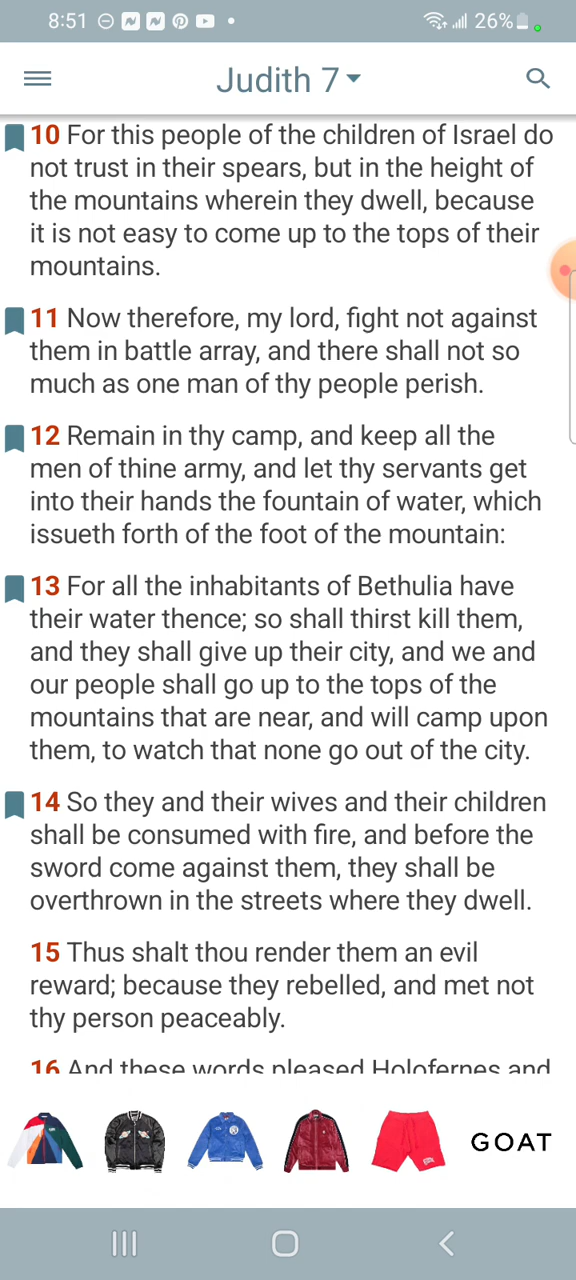 8:51
26%
Judith 7
10 For this people of the children of Israel do
not trust in their spears, but in the height of
the mountains wherein they dwell, because
it is not easy to come up to the tops of their
mountains.
11 Now therefore, my lord, fight not against
them in battle array, and there shall not so
much as one man of thy people perish.
12 Remain in thy camp, and keep all the
men of thine army, and let thy servants get
into their hands the fountain of water, which
issueth forth of the foot of the mountain:
13 For all the inhabitants of Bethulia have
their water thence; so shall thirst kill them,
and they shall give up their city, and we and
our people shall go up to the tops of the
mountains that are near, and will camp upon
them, to watch that none go out of the city.
14 So they and their wives and their children
shall be consumed with fire, and before the
sword come against them, they shall be
overthrown in the streets where they dwell.
15 Thus shalt thou render them an evil
reward; because they rebelled, and met not
thy person peaceably.
16 And these words pleased Holofernes and
GOAT